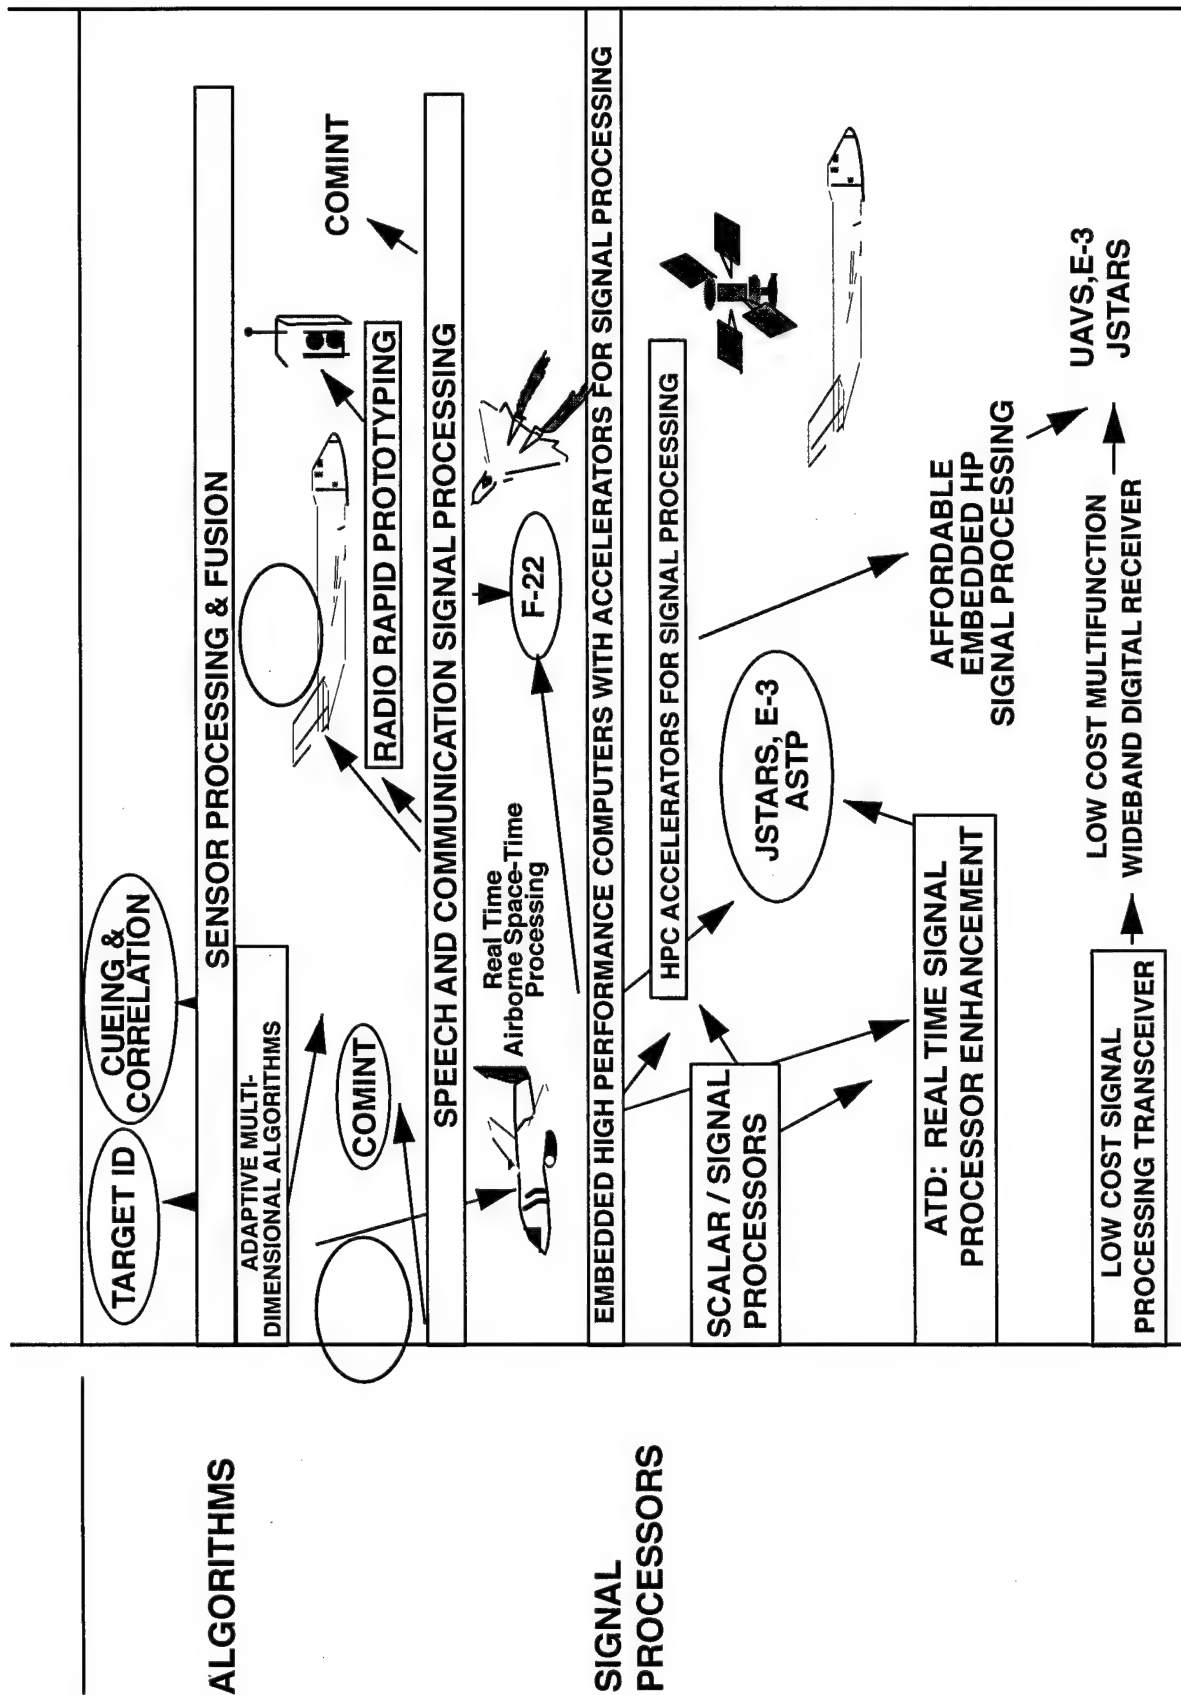 ALGORITHMS
TARGET ID
CUEING &
CORRELATION
SENSOR PROCESSING & FUSION
ADAPTIVE MULTI-
DIMENSIONAL ALGORITHMS
COMINT
RADIO RAPID PROTOTYPING
COMINT
SPEECH AND COMMUNICATION SIGNAL PROCESSING
Real Time
Airborne Space-Time
Processing
F-22
SIGNAL
PROCESSORS
EMBEDDED HIGH PERFORMANCE COMPUTERS WITH ACCELERATORS FOR SIGNAL PROCESSING
HPC ACCELERATORS FOR SIGNAL PROCESSING
SCALAR / SIGNAL
PROCESSORS
JSTARS, E-3
ASTP
ATD: REAL TIME SIGNAL
PROCESSOR ENHANCEMENT
AFFORDABLE
EMBEDDED HP
SIGNAL PROCESSING
UAVS,E-3
JSTARS
LOW COST SIGNAL
PROCESSING TRANSCEIVER
LOW COST MULTIFUNCTION
WIDEBAND DIGITAL RECEIVER